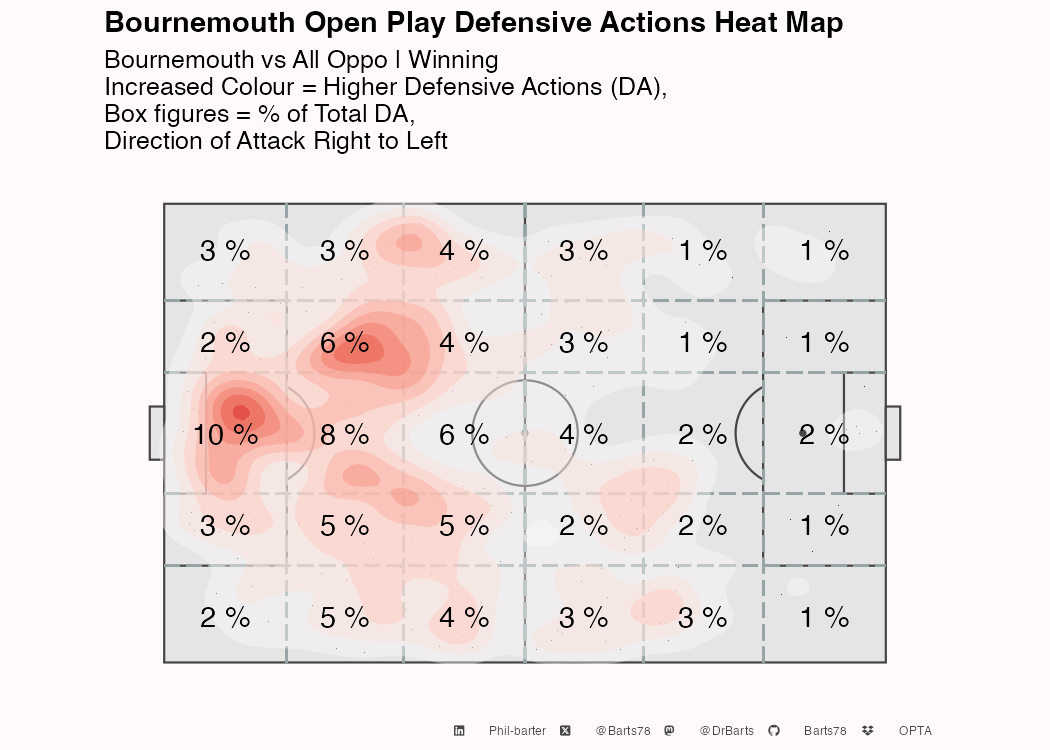 Bournemouth Open Play Defensive Actions Heat Map
Bournemouth vs All Oppo | Winning
Increased Colour = Higher Defensive Actions (DA),
Box figures = % of Total DA,
Direction of Attack Right to Left
3 % 3 % 4 % 3 % 1 % 1 %
2 % 6 % 4 % 3 % 1 % 1 %
10 % 8 % 6 % 4 % 2 % 2 %
3 % 5 % 5 % 2 % 2 % 1 %
2 % 5 % 4 % 3 % 3 % 1 %
Phil-barter @Barts78 @DrBarts Barts78 OPTA